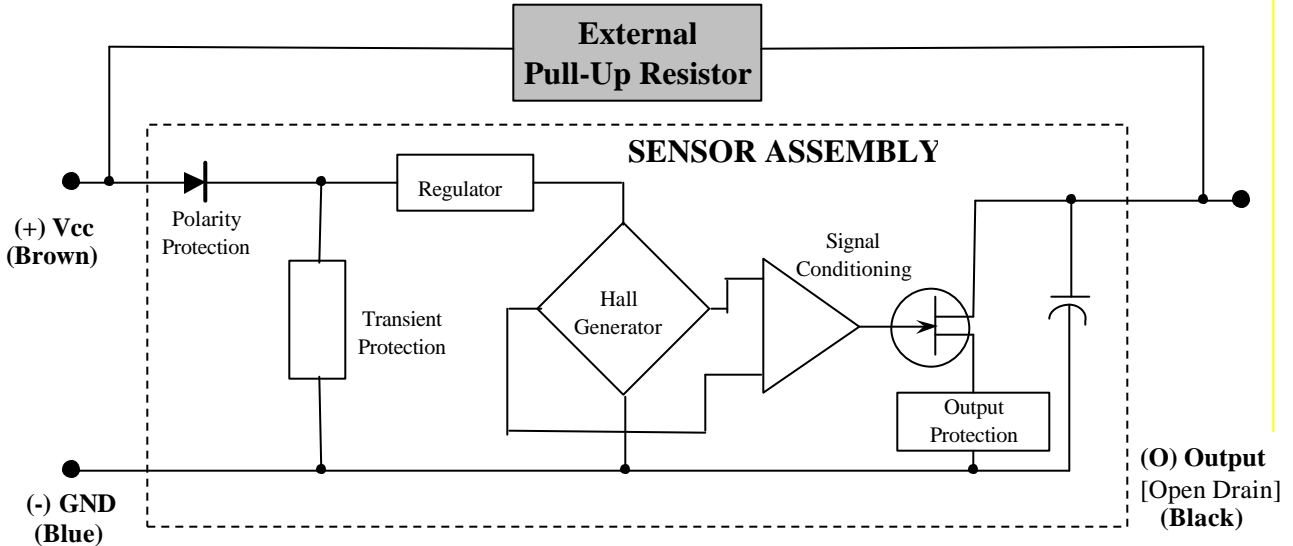 External
Pull-Up Resistor
SENSOR ASSEMBLY
Regulator
(+) Vcc
(Brown)
Polarity
Protection
Signal
Conditioning
Hall
Generator
Transient
Protection
Output
Protection
(-) GND
(Blue)
(O) Output
[Open Drain]
(Black)